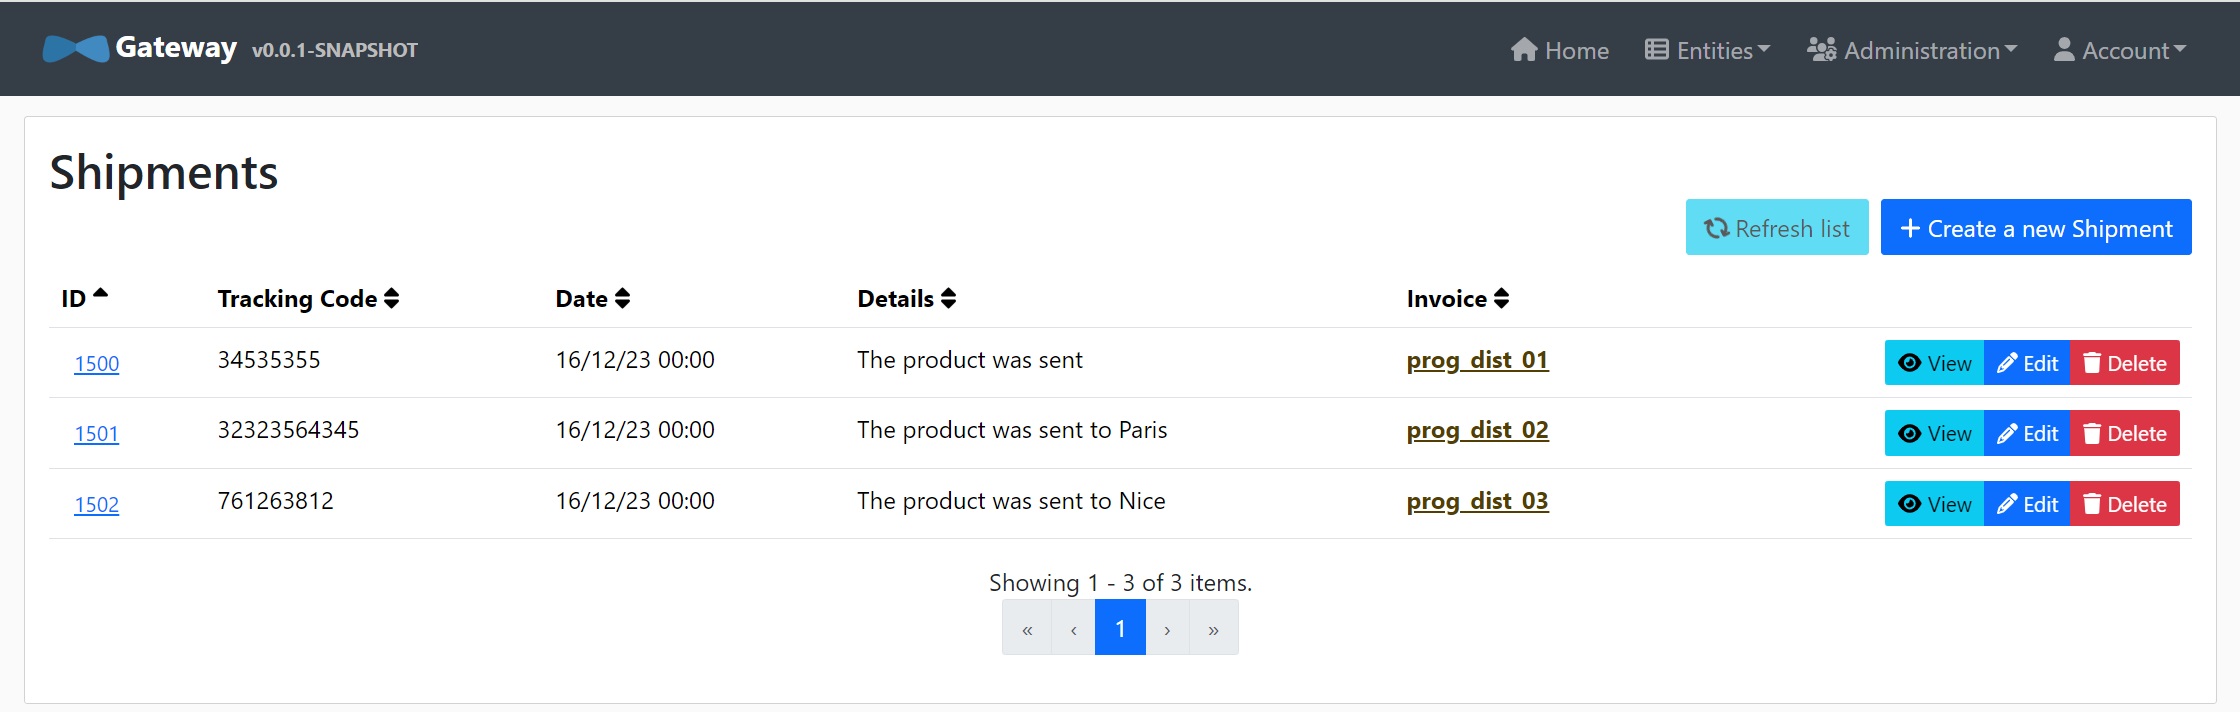 Gateway v0.0.1-SNAPSHOT Home Entities Administration Account
Shipments
Refresh list + Create a new Shipment
ID Tracking Code Date Details Invoice
1500 34535355 16/12/23 00:00 The product was sent prog_dist_01 View Edit Delete
1501 32323564345 16/12/23 00:00 The product was sent to Paris prog_dist_02 View Edit Delete
1502 761263812 16/12/23 00:00 The product was sent to Nice prog_dist_03 View Edit Delete
Showing 1 - 3 of 3 items.
« ‹ 1 › »